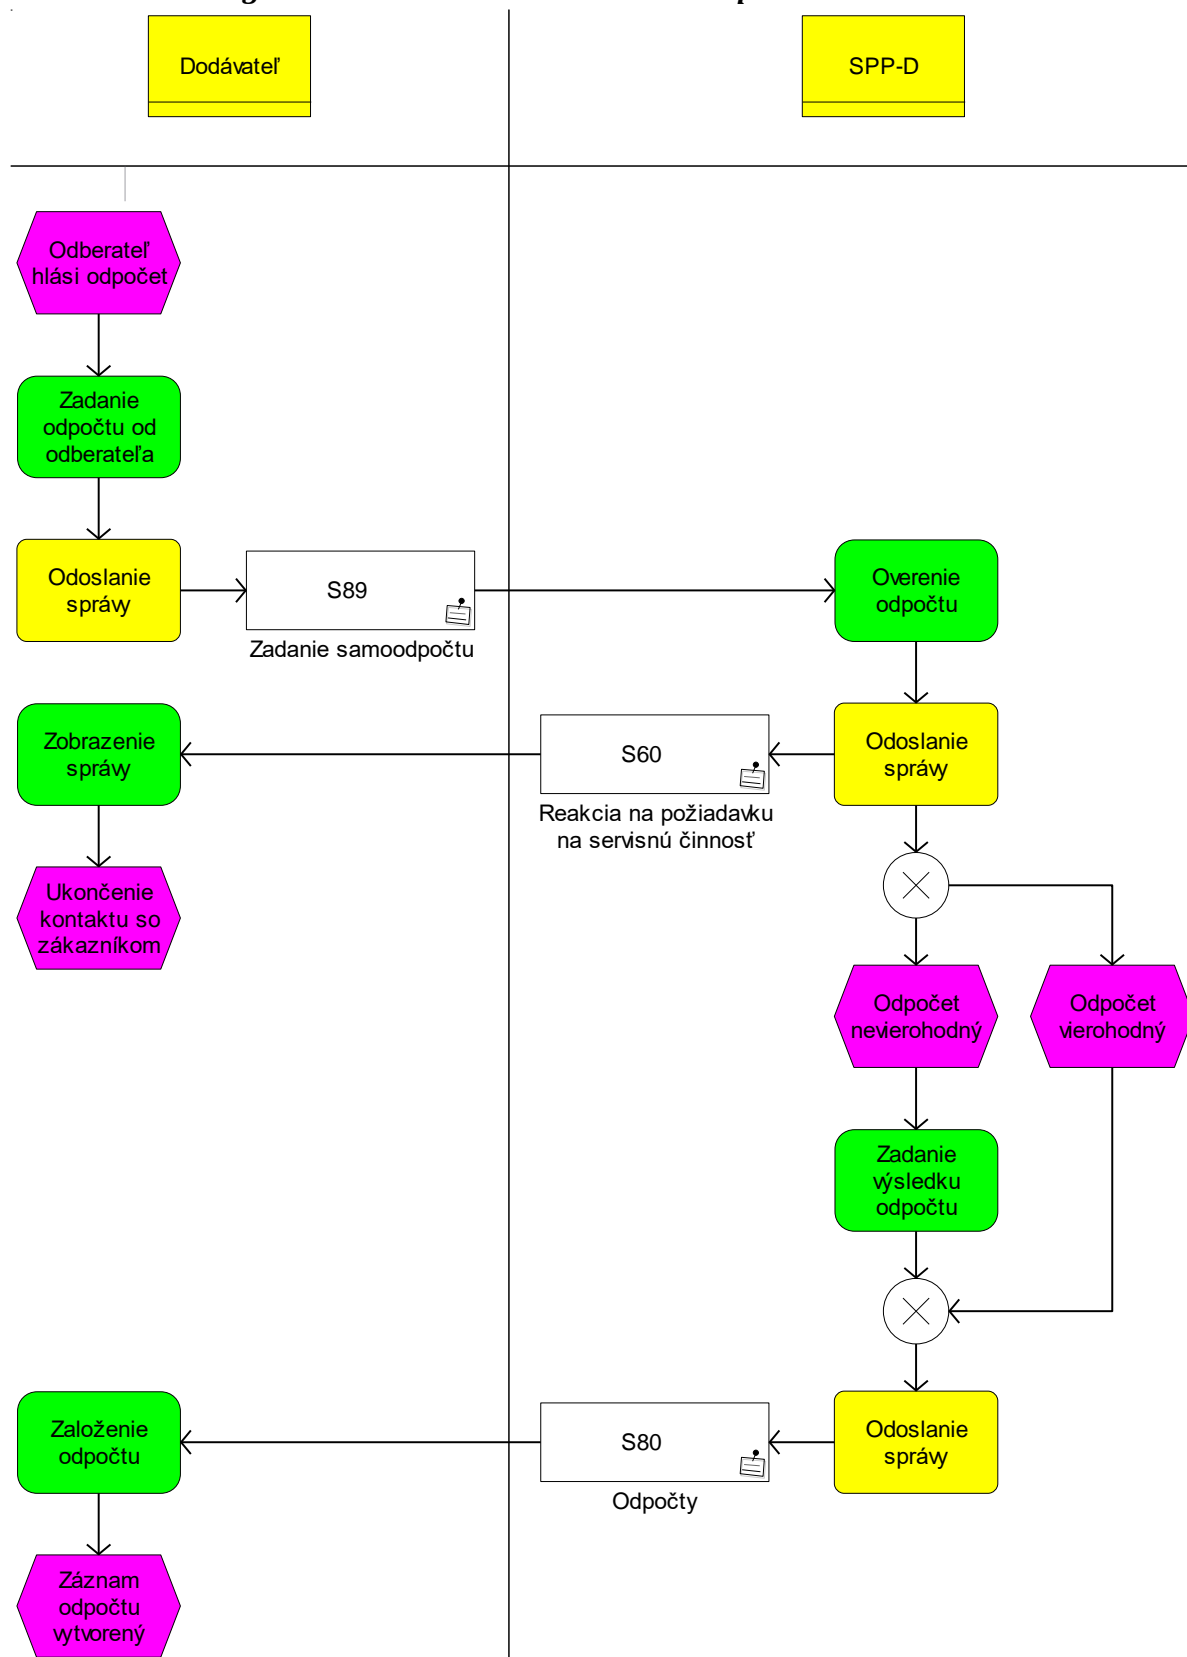 Dodávateľ
SPP-D
Odberateľ
hlási odpočet
Zadanie
odpočtu od
odberateľa
Odoslanie
správy
S89
Zadanie samoodpočtu
Overenie
odpočtu
Zobrazenie
správy
S60
Reakcia na požiadavku
na servisnú činnosť
Odoslanie
správy
Ukončenie
kontaktu so
zákazníkom
Odpočet
nevierohodný
Odpočet
vierohodný
Zadanie
výsledku
odpočtu
Založenie
odpočtu
S80
Odpočty
Odoslanie
správy
Záznam
odpočtu
vytvorený